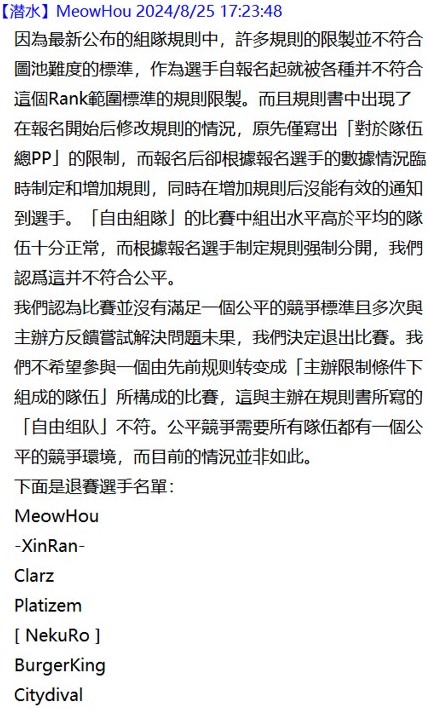 【潜水】MeowHou 2024/8/25 17:23:48
因為最新公布的組隊規則中，許多規則的限製並不符合
圖池難度的標準，作為選手自報名起就被各種并不符合
這個Rank範圍標準的規則限製。而且規則書中出現了
在報名開始后修改規則的情況，原先僅寫出「對於隊伍
總PP」的限制，而報名后卻根據報名選手的數據情況臨
時制定和增加規則，同時在增加規則后沒能有效的通知
到選手。「自由組隊」的比賽中組出水平高於平均的隊
伍十分正常，而根據報名選手制定規則强制分開，我們
認爲這并不符合公平。
我們認為比賽並沒有滿足一個公平的競爭標準且多次與
主辦方反饋嘗試解決問題未果，我們決定退出比賽。我
們不希望參與一個由先前规则转变成「主辦限制條件下
組成的隊伍」所構成的比賽，這與主辦在規則書所寫的
「自由组队」不符。公平競爭需要所有隊伍都有一個公
平的競爭環境，而目前的情況並非如此。
下面是退賽選手名單：
MeowHou
-XinRan-
Clarz
Platizem
[ NekuRo ]
BurgerKing
Citydival